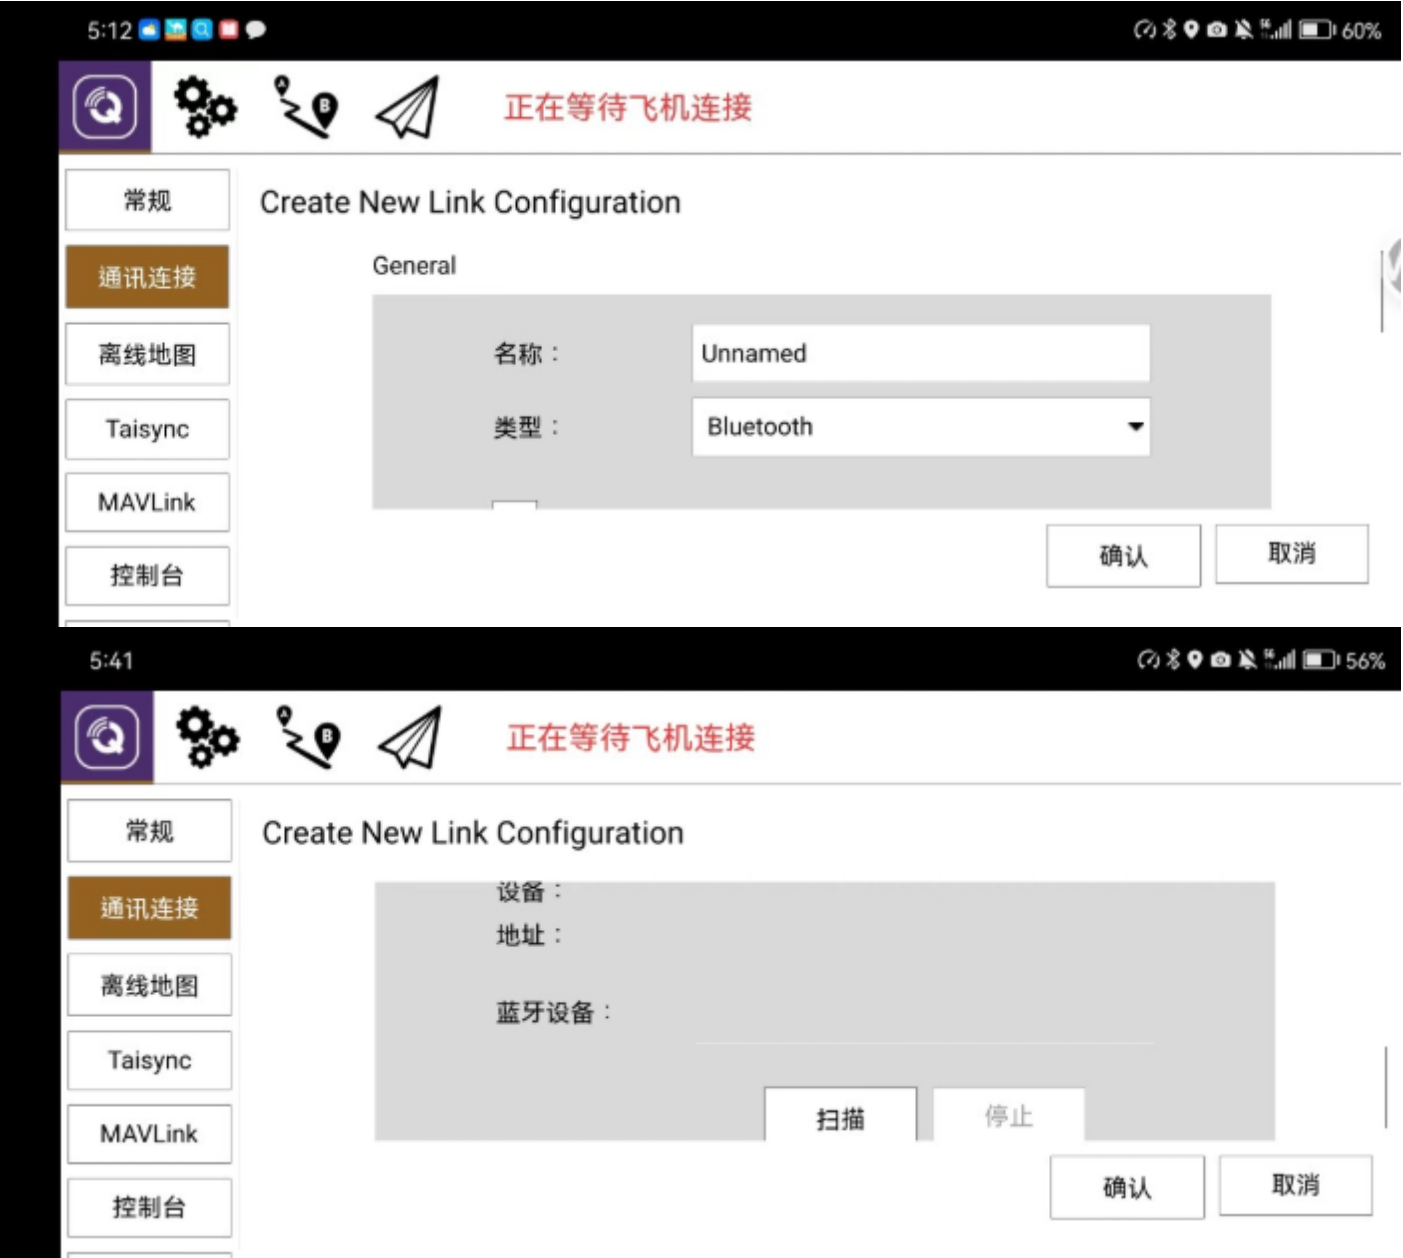 5:12
60%
正在等待飞机连接
常规
Create New Link Configuration
通讯连接
General
离线地图
名称：
Unnamed
类型：
Bluetooth
Taisync
MAVLink
控制台
确认
取消
5:41
56%
正在等待飞机连接
常规
Create New Link Configuration
通讯连接
设备：
地址：
离线地图
蓝牙设备：
Taisync
扫描
停止
MAVLink
控制台
确认
取消